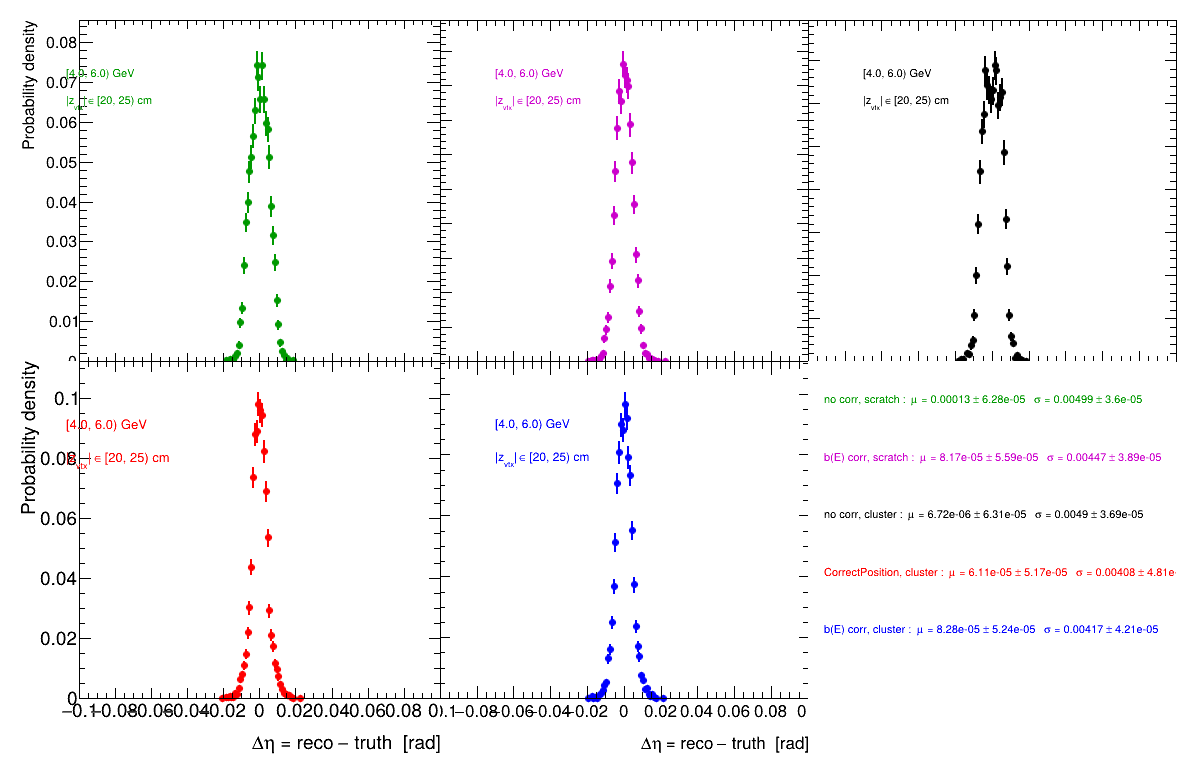 Probability density
0.08
0.07
0.06
0.05
0.04
0.03
0.02
0.01
0
[4.0, 6.0) GeV
|z_vtx| ∈ [20, 25) cm
[4.0, 6.0) GeV
|z_vtx| ∈ [20, 25) cm
[4.0, 6.0) GeV
|z_vtx| ∈ [20, 25) cm
Probability density
0.1
0.08
0.06
0.04
0.02
0
[4.0, 6.0) GeV
|z_vtx| ∈ [20, 25) cm
[4.0, 6.0) GeV
|z_vtx| ∈ [20, 25) cm
no corr, scratch : μ = 0.00013 ± 6.28e-05 σ = 0.00499 ± 3.6e-05
b(E) corr, scratch : μ = 8.17e-05 ± 5.59e-05 σ = 0.00447 ± 3.89e-05
no corr, cluster : μ = 6.72e-06 ± 6.31e-05 σ = 0.0049 ± 3.69e-05
CorrectPosition, cluster : μ = 6.11e-05 ± 5.17e-05 σ = 0.00408 ± 4.81e
b(E) corr, cluster : μ = 8.28e-05 ± 5.24e-05 σ = 0.00417 ± 4.21e-05
−0.1 −0.08 −0.06 −0.04 −0.02 0 0.02 0.04 0.06 0.08 0.1 −0.08 −0.06 −0.04 −0.02 0 0.02 0.04 0.06 0.08 0
Δη = reco − truth [rad]
Δη = reco − truth [rad]